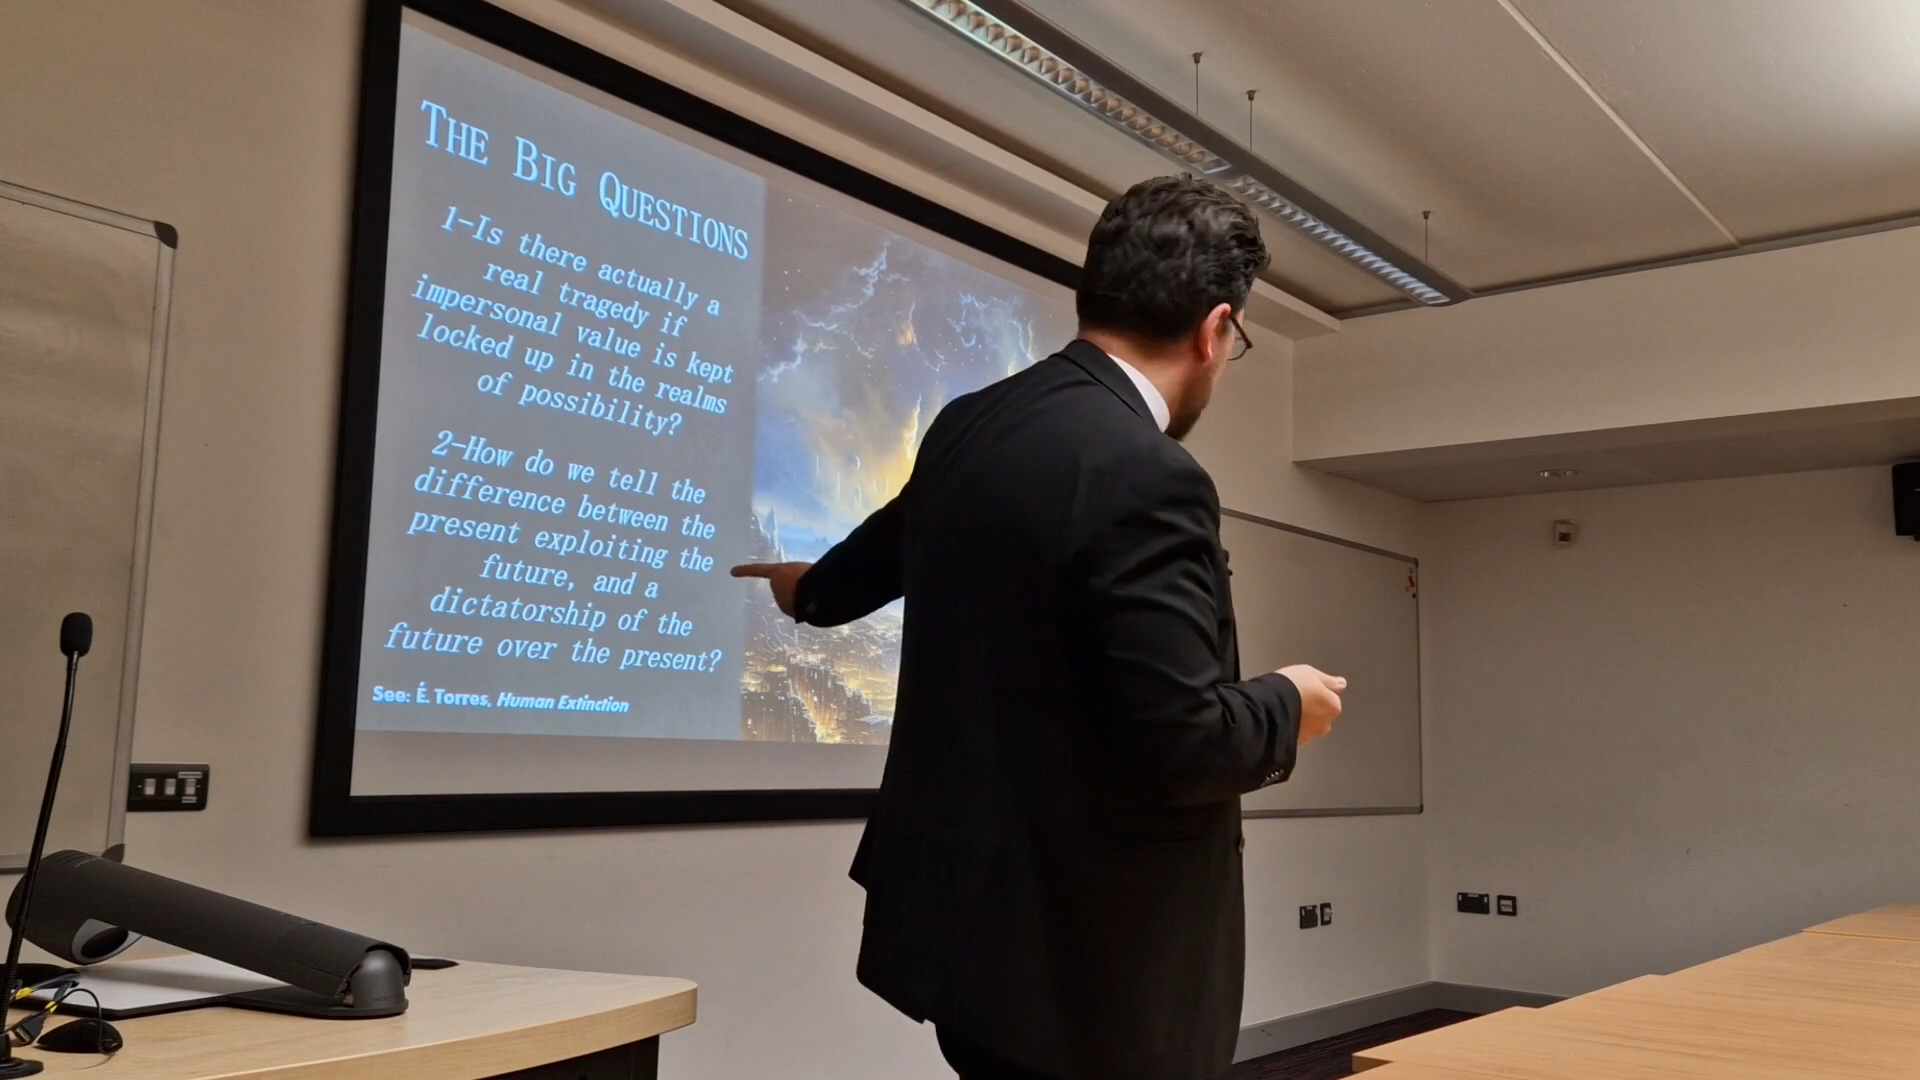 THE BIG QUESTIONS
1-Is there actually a
real tragedy if
impersonal value is kept
locked up in the realms
of possibility?
2-How do we tell the
difference between the
present exploiting the
future, and a
dictatorship of the
future over the present?
See: É. Torres, Human Extinction